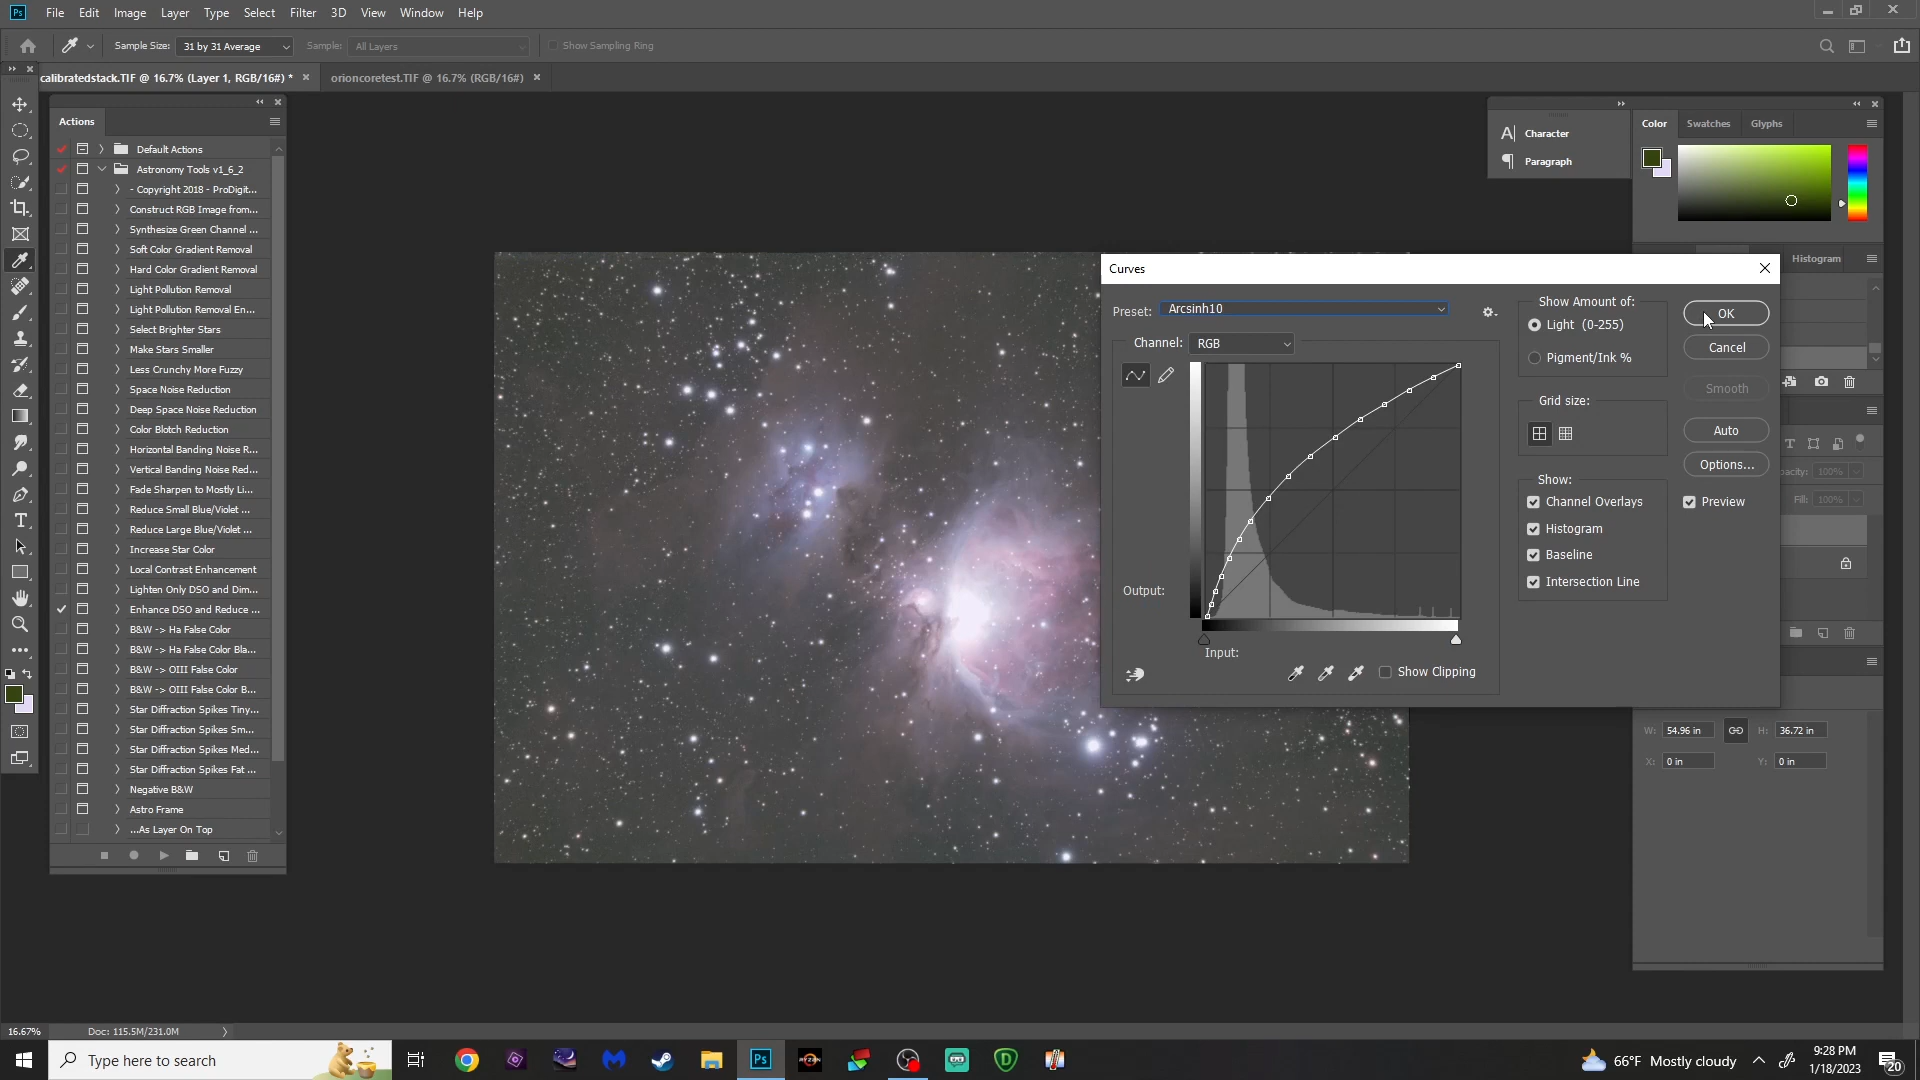 Ps File Edit Image Layer Type Select Filter 3D View Window Help
Sample Size: 31 by 31 Average Sample: All Layers Show Sampling Ring
calibratedstack.TIF @ 16.7% (Layer 1, RGB/16#) *
orioncoretest.TIF @ 16.7% (RGB/16#)
Actions
Default Actions
Astronomy Tools v1_6_2
- Copyright 2018 - ProDigit...
Construct RGB Image from...
Synthesize Green Channel ...
Soft Color Gradient Removal
Hard Color Gradient Removal
Light Pollution Removal
Light Pollution Removal En...
Select Brighter Stars
Make Stars Smaller
Less Crunchy More Fuzzy
Space Noise Reduction
Deep Space Noise Reduction
Color Blotch Reduction
Horizontal Banding Noise R...
Vertical Banding Noise Red...
Fade Sharpen to Mostly Li...
Reduce Small Blue/Violet ...
Reduce Large Blue/Violet ...
Increase Star Color
Local Contrast Enhancement
Lighten Only DSO and Dim...
Enhance DSO and Reduce ...
B&W -> Ha False Color
B&W -> Ha False Color Bla...
B&W -> OIII False Color
B&W -> OIII False Color B...
Star Diffraction Spikes Tiny...
Star Diffraction Spikes Sm...
Star Diffraction Spikes Med...
Star Diffraction Spikes Fat ...
Negative B&W
Astro Frame
...As Layer On Top
Character
Paragraph
Color Swatches Glyphs
Histogram
Curves
Preset: Arcsinh10
Channel: RGB
Output:
Input:
Show Clipping
Show Amount of:
Light (0-255)
Pigment/Ink %
Grid size:
Show:
Channel Overlays
Histogram
Baseline
Intersection Line
OK
Cancel
Smooth
Auto
Options...
Preview
100%
Fill: 100%
W: 54.96 in H: 36.72 in
X: 0 in Y: 0 in
16.67% Doc: 115.5M/231.0M
Type here to search
Ps
RYZEN
66°F Mostly cloudy
9:28 PM
1/18/2023
20